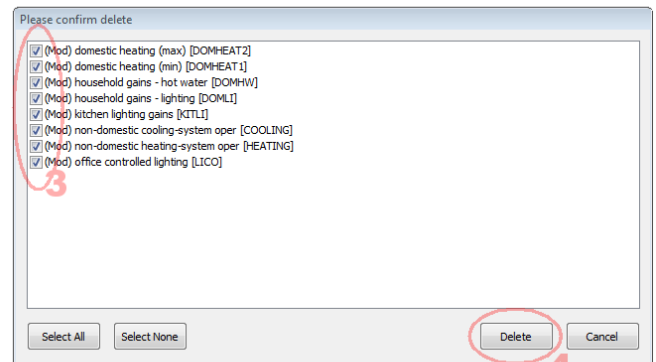 Please confirm delete
(Mod) domestic heating (max) [DOMHEAT2]
(Mod) domestic heating (min) [DOMHEAT1]
(Mod) household gains - hot water [DOMHW]
(Mod) household gains - lighting [DOMLI]
(Mod) kitchen lighting gains [KITLI]
(Mod) non-domestic cooling-system oper [COOLING]
(Mod) non-domestic heating-system oper [HEATING]
(Mod) office controlled lighting [LICO]
3
Select All Select None Delete Cancel